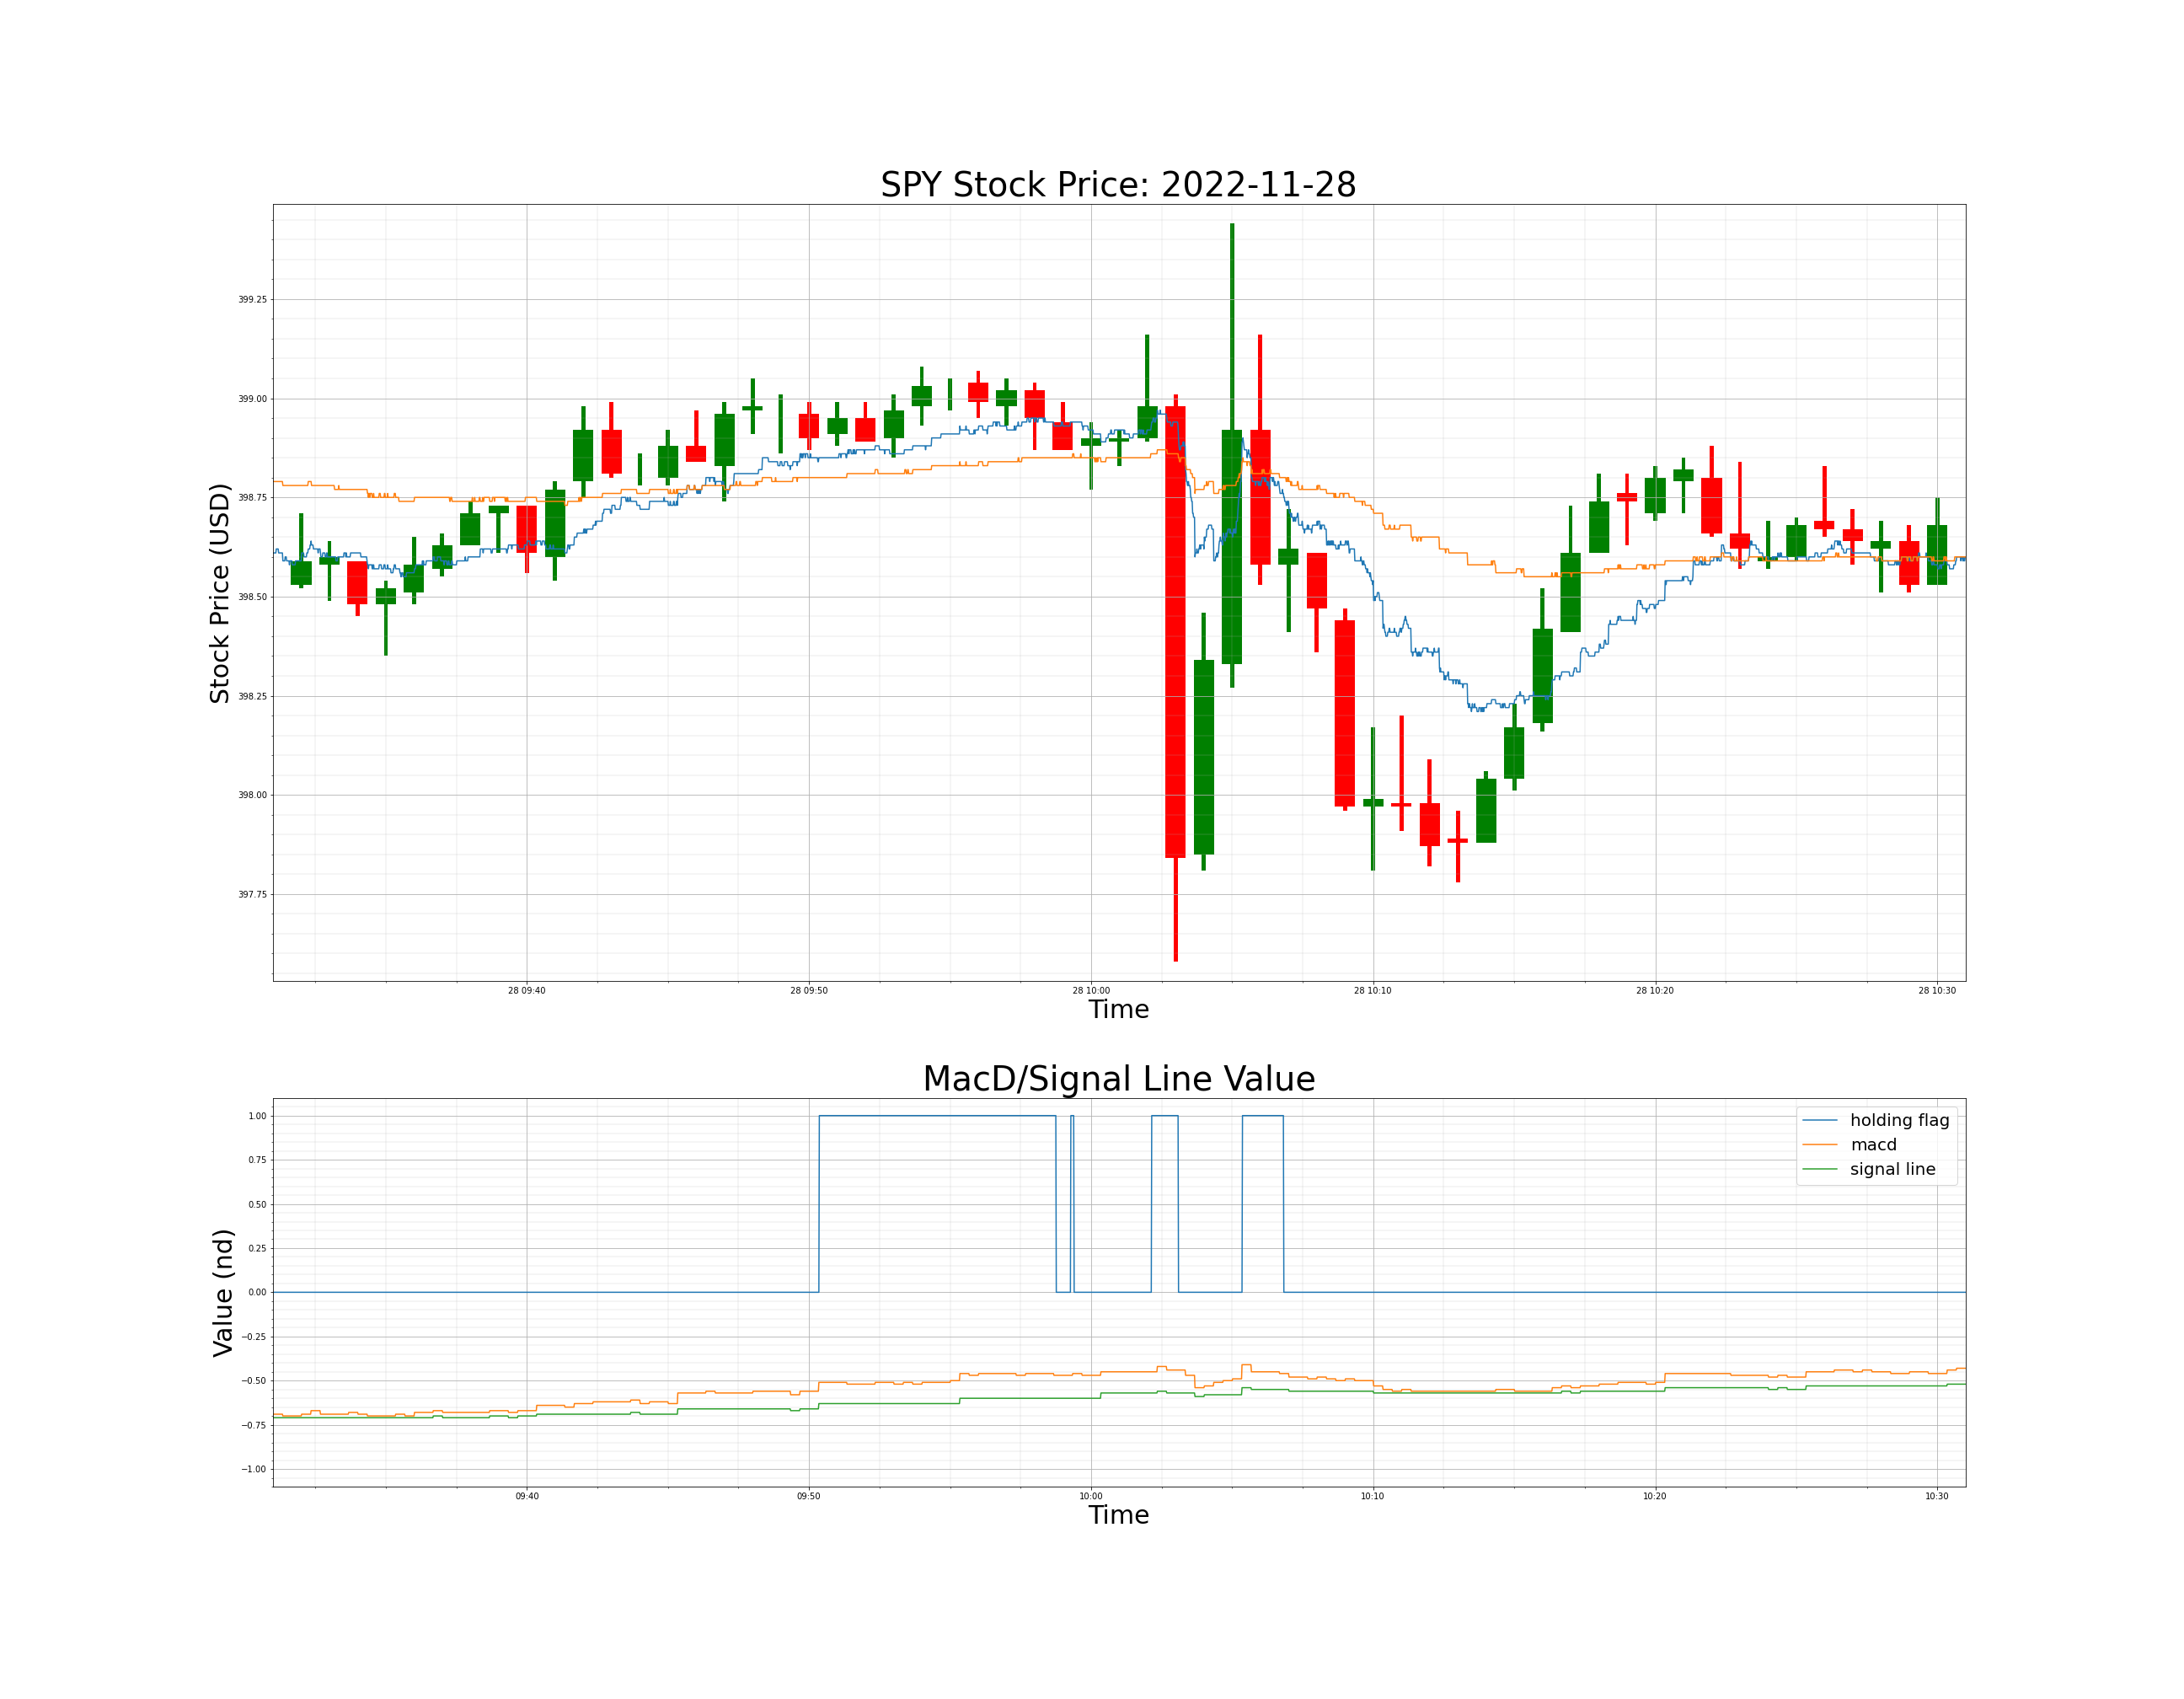 SPY Stock Price: 2022-11-28
399.25
399.00
398.75
398.50
398.25
398.00
397.75
Stock Price (USD)
28 09:40 28 09:50 28 10:00 28 10:10 28 10:20 28 10:30
Time
MacD/Signal Line Value
1.00
0.75
0.50
0.25
0.00
−0.25
−0.50
−0.75
−1.00
Value (nd)
holding flag
macd
signal line
09:40 09:50 10:00 10:10 10:20 10:30
Time